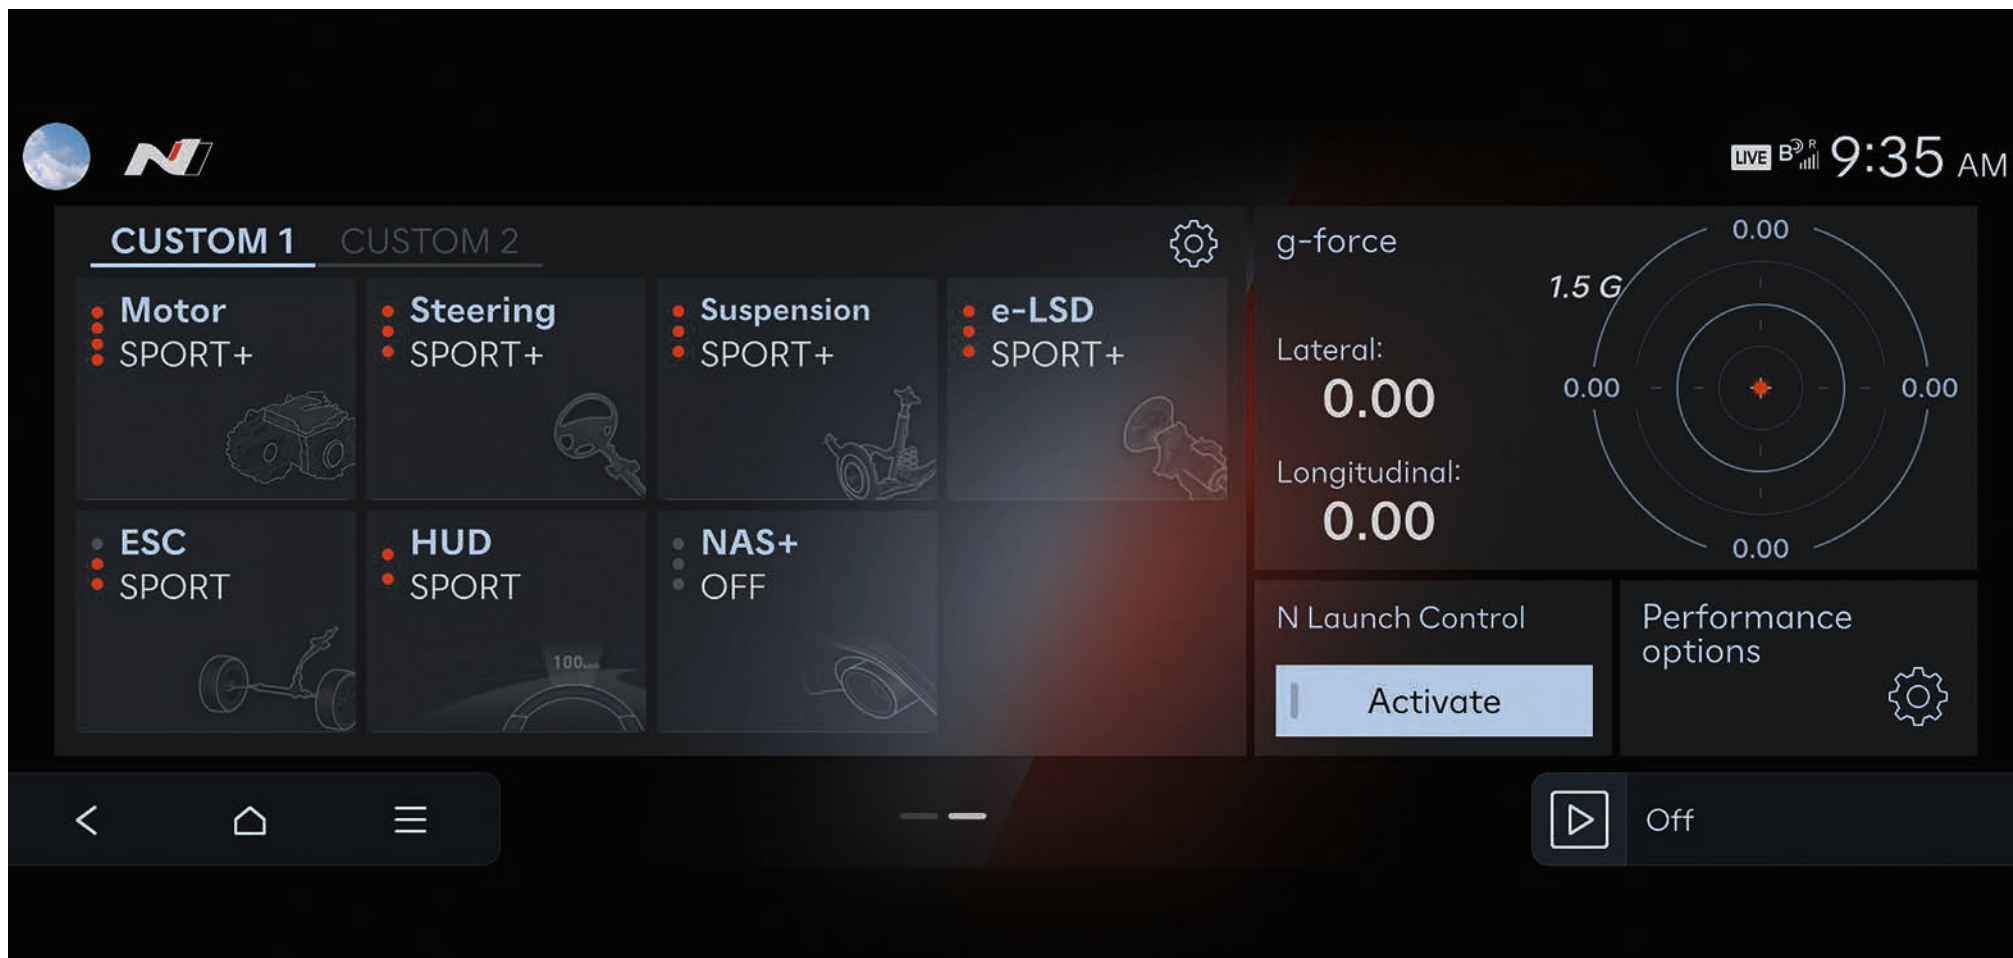 LIVE B R 9:35 AM
CUSTOM 1 CUSTOM 2
Motor
SPORT+
Steering
SPORT+
Suspension
SPORT+
e-LSD
SPORT+
ESC
SPORT
HUD
SPORT
100
NAS+
OFF
g-force
1.5 G
0.00
0.00
0.00
0.00
Lateral:
0.00
Longitudinal:
0.00
N Launch Control
Activate
Performance
options
Off